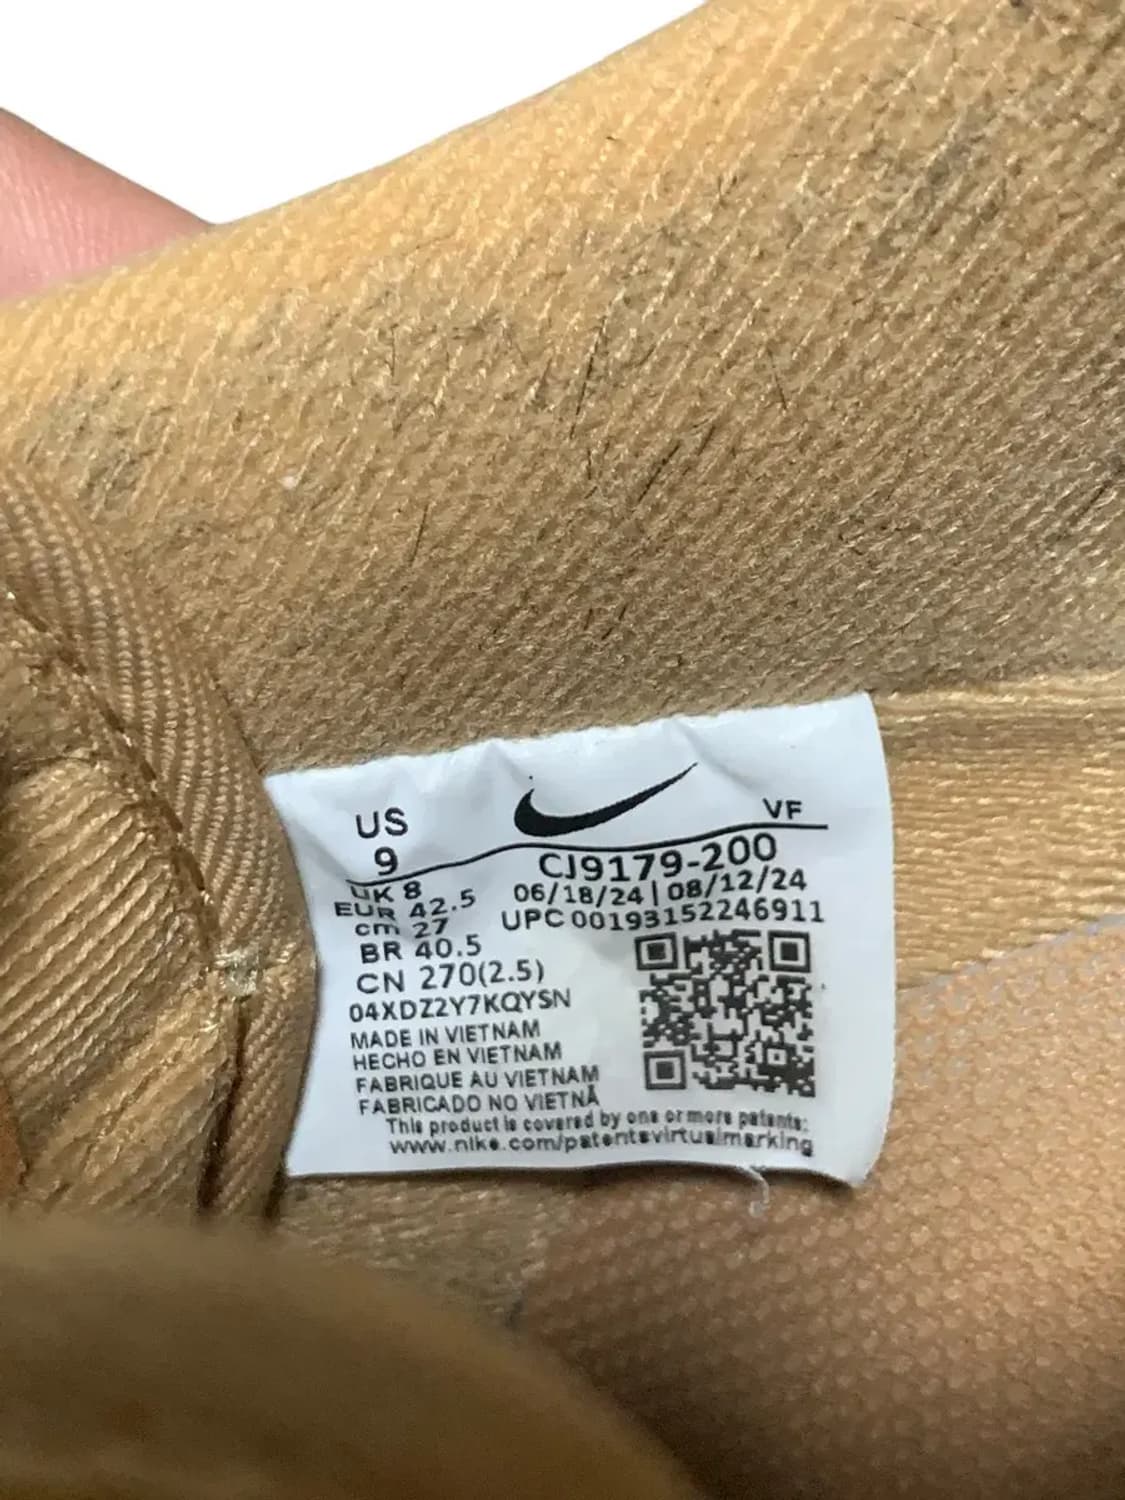 US
9
VF
CJ9179-200
UK 8
06/18/24 | 08/12/24
EUR 42.5
UPC 00193152246911
cm 27
BR 40.5
CN 270(2.5)
04XDZ2Y7KQYSN
MADE IN VIETNAM
HECHO EN VIETNAM
FABRIQUE AU VIETNAM
FABRICADO NO VIETNÃ
This product is covered by one or more patents:
www.nike.com/patentsvirtualmarking